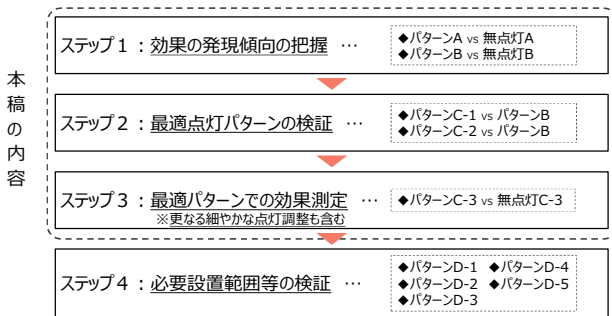 本稿の内容
ステップ1：効果の発現傾向の把握 …
◆パターンA vs 無点灯A
◆パターンB vs 無点灯B
ステップ2：最適点灯パターンの検証 …
◆パターンC-1 vs パターンB
◆パターンC-2 vs パターンB
ステップ3：最適パターンでの効果測定 …
※更なる細やかな点灯調整も含む
◆パターンC-3 vs 無点灯C-3
ステップ4：必要設置範囲等の検証 …
◆パターンD-1 ◆パターンD-4
◆パターンD-2 ◆パターンD-5
◆パターンD-3